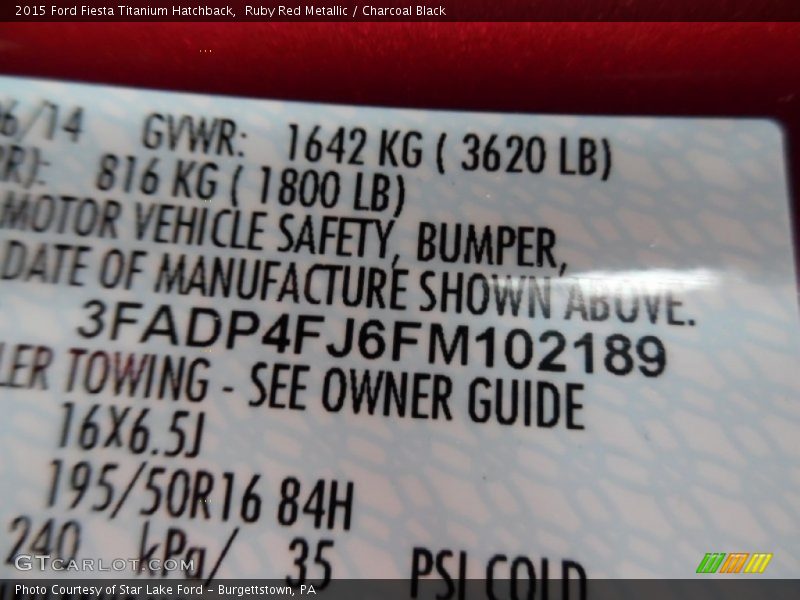 2015 Ford Fiesta Titanium Hatchback,  Ruby Red Metallic / Charcoal Black
6/14 GVWR: 1642 KG ( 3620 LB)
R): 816 KG ( 1800 LB)
MOTOR VEHICLE SAFETY, BUMPER,
DATE OF MANUFACTURE SHOWN ABOVE.
3FADP4FJ6FM102189
LER TOWING - SEE OWNER GUIDE
16X6.5J
195/50R16 84H
240 kPa/ 35 PSI COLD
GTCARLOT.COM
Photo Courtesy of Star Lake Ford - Burgettstown, PA